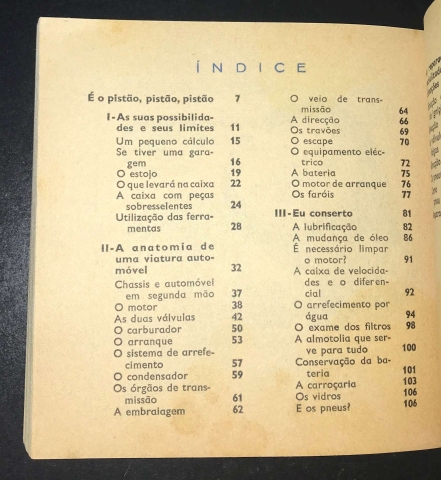 ÍNDICE
É o pistão, pistão, pistão 7
I-As suas possibilida-
des e seus limites 11
Um pequeno cálculo 15
Se tiver uma gara-
gem 16
O estojo 19
O que levará na caixa 22
A caixa com peças
sobresselentes 24
Utilização das ferra-
mentas 28
II-A anatomia de
uma viatura auto-
móvel 32
Chassis e automóvel
em segunda mão 37
O motor 38
As duas válvulas 42
O carburador 50
O arranque 53
O sistema de arrefe-
cimento 57
O condensador 59
Os órgãos de trans-
missão 61
A embraiagem 62
O veio de trans-
missão 64
A direcção 66
Os travões 69
O escape 70
O equipamento eléc-
trico 72
A bateria 75
O motor de arranque 76
Os faróis 77
III-Eu conserto 81
A lubrificação 82
A mudança de óleo 86
É necessário limpar
o motor? 91
A caixa de velocida-
des e o diferen-
cial 92
O arrefecimento por
água 94
O exame dos filtros 98
A almotolia que ser-
ve para tudo 100
Conservação da ba-
teria 101
A carroçaria 103
Os vidros 106
E os pneus? 106